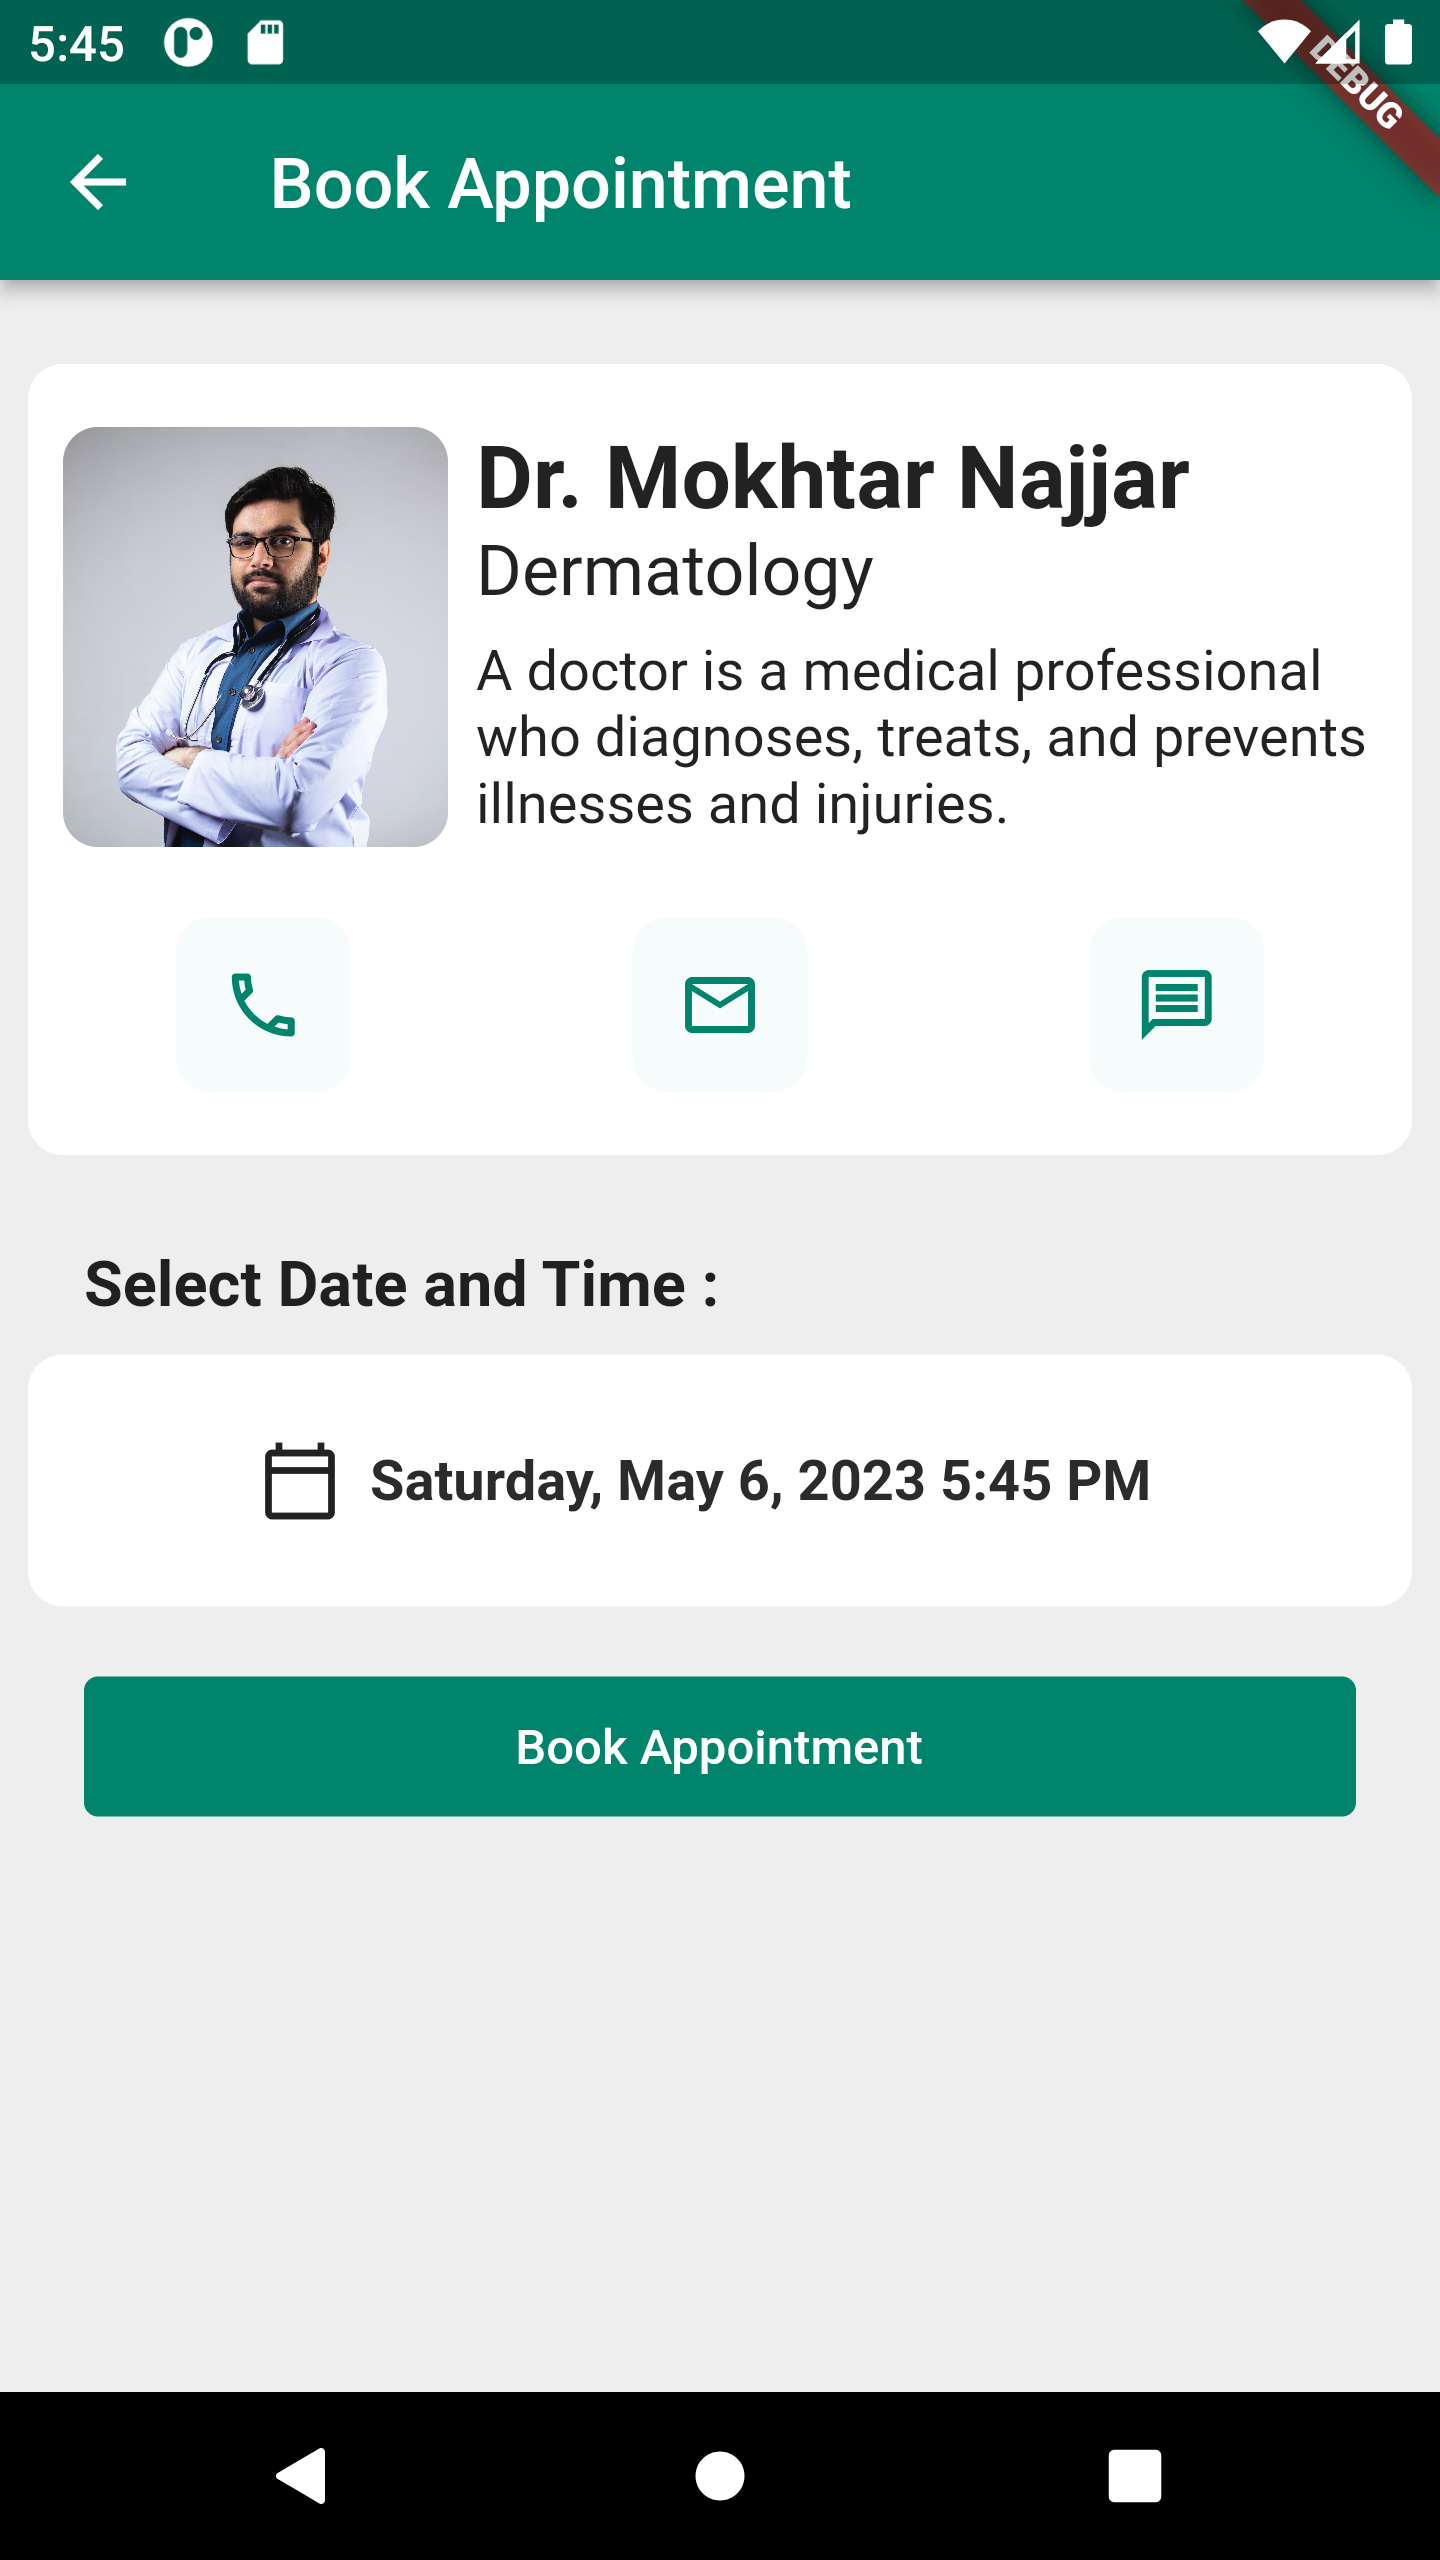 5:45
DEBUG
Book Appointment
Dr. Mokhtar Najjar
Dermatology
A doctor is a medical professional
who diagnoses, treats, and prevents
illnesses and injuries.
Select Date and Time :
Saturday, May 6, 2023 5:45 PM
Book Appointment